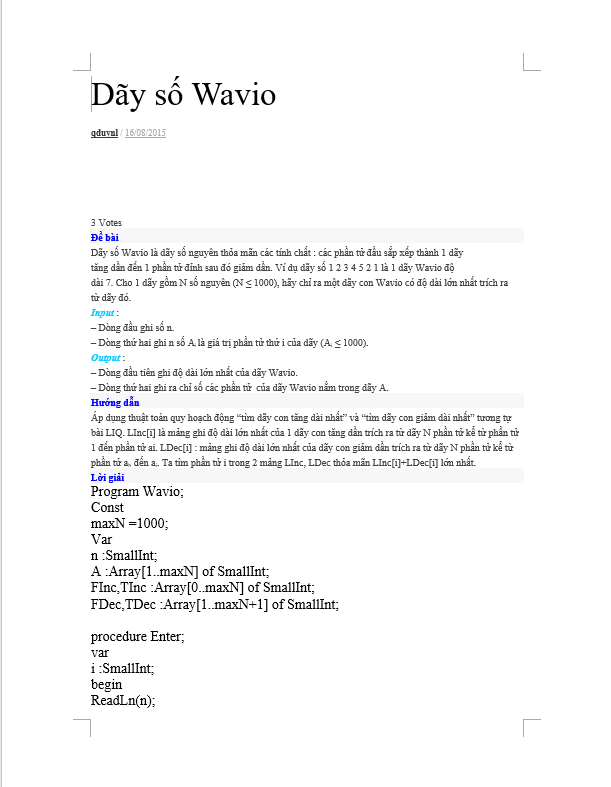 Dãy số Wavio
qduynl / 16/08/2015
3 Votes
Đề bài
Dãy số Wavio là dãy số nguyên thỏa mãn các tính chất : các phần tử đầu sắp xếp thành 1 dãy
tăng dần đến 1 phần tử đỉnh sau đó giảm dần. Ví dụ dãy số 1 2 3 4 5 2 1 là 1 dãy Wavio độ
dài 7. Cho 1 dãy gồm N số nguyên (N ≤ 1000), hãy chỉ ra một dãy con Wavio có độ dài lớn nhất trích ra
từ dãy đó.
Input :
– Dòng đầu ghi số n.
– Dòng thứ hai ghi n số Aᵢ là giá trị phần tử thứ i của dãy (Aᵢ ≤ 1000).
Output :
– Dòng đầu tiên ghi độ dài lớn nhất của dãy Wavio.
– Dòng thứ hai ghi ra chỉ số các phần tử của dãy Wavio nằm trong dãy A.
Hướng dẫn
Áp dụng thuật toán quy hoạch động “tìm dãy con tăng dài nhất” và “tìm dãy con giảm dài nhất” tương tự
bài LIQ. LInc[i] là mảng ghi độ dài lớn nhất của 1 dãy con tăng dần trích ra từ dãy N phần tử kể từ phần tử
1 đến phần tử ai. LDec[i] : mảng ghi độ dài lớn nhất của dãy con giảm dần trích ra từ dãy N phần tử kể từ
phần tử aₙ đến aᵢ. Ta tìm phần tử i trong 2 mảng LInc, LDec thỏa mãn LInc[i]+LDec[i] lớn nhất.
Lời giải
Program Wavio;
Const
maxN =1000;
Var
n :SmallInt;
A :Array[1..maxN] of SmallInt;
FInc,TInc :Array[0..maxN] of SmallInt;
FDec,TDec :Array[1..maxN+1] of SmallInt;
procedure Enter;
var
i :SmallInt;
begin
ReadLn(n);